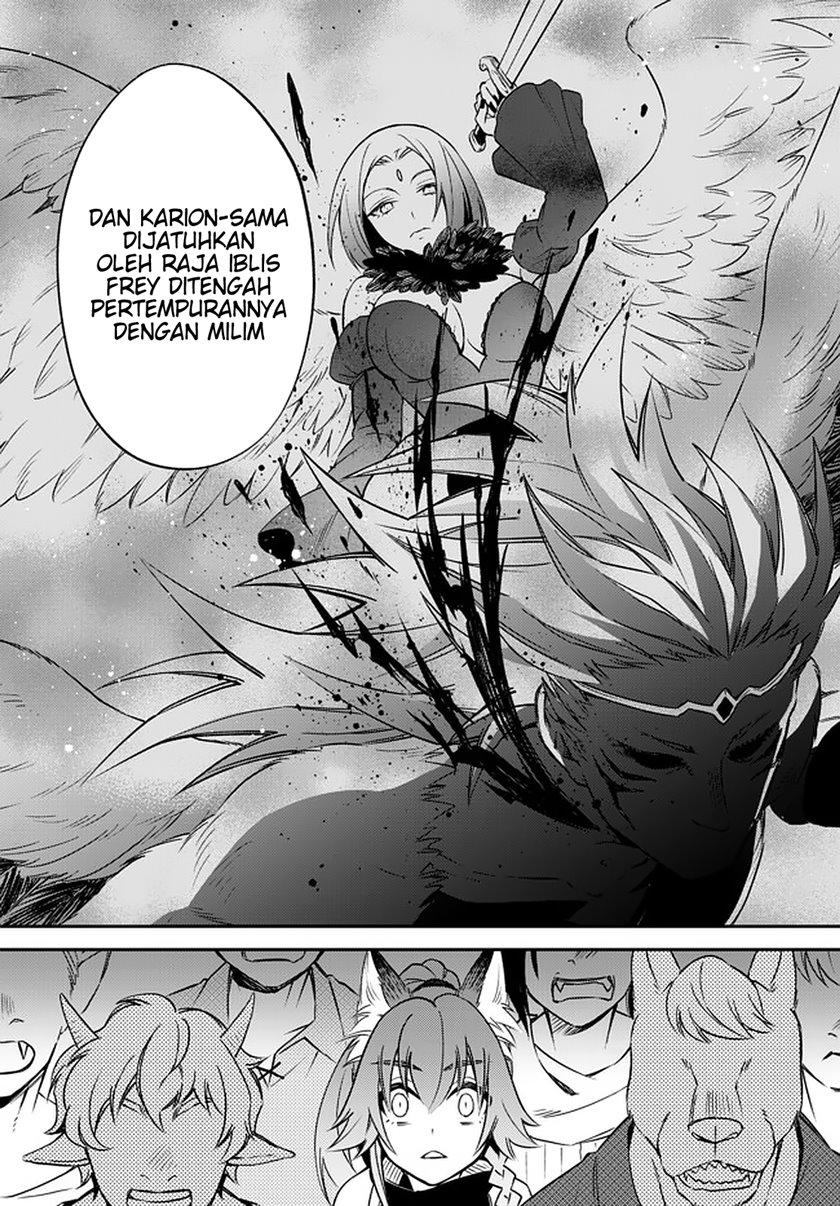 DAN KARION-SAMA
DIJATUHKAN
OLEH RAJA IBLIS
FREY DITENGAH
PERTEMPURANNYA
DENGAN MILIM